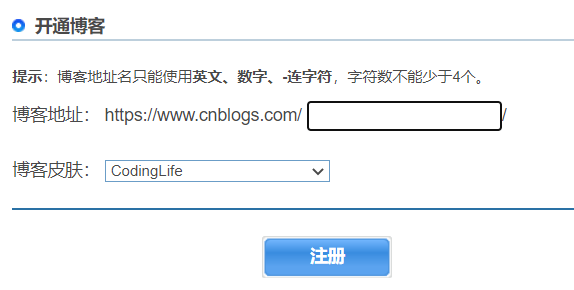 开通博客
提示：博客地址名只能使用英文、数字、-连字符，字符数不能少于4个。
博客地址： https://www.cnblogs.com/ /
博客皮肤： CodingLife
注册